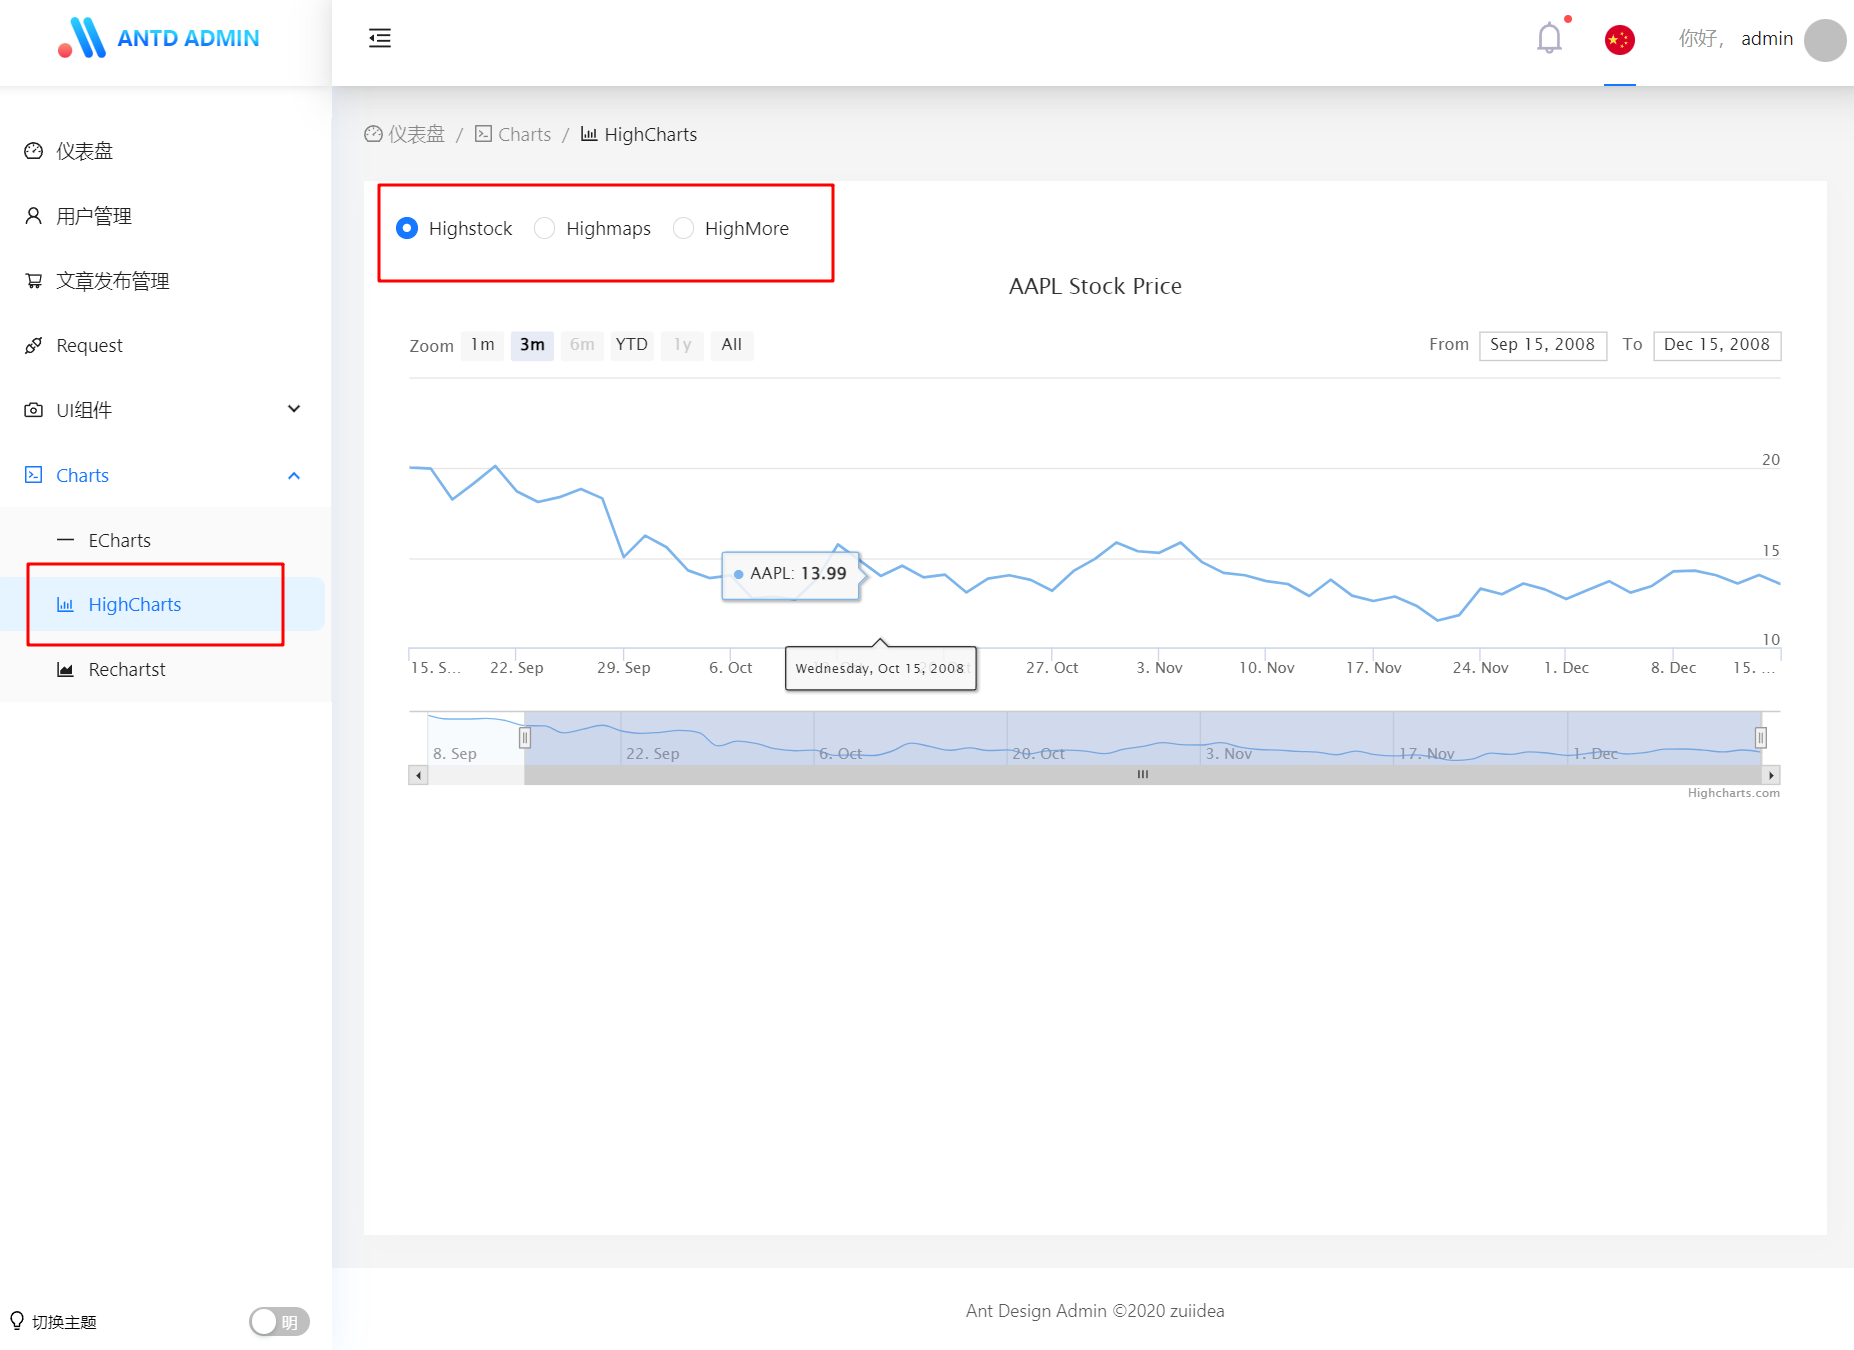 ANTD ADMIN
你好， admin
仪表盘
用户管理
文章发布管理
Request
UI组件
Charts
ECharts
HighCharts
Rechartst
切换主题
明
仪表盘 / Charts / HighCharts
Highstock Highmaps HighMore
AAPL Stock Price
Zoom 1m 3m 6m YTD 1y All
From Sep 15, 2008 To Dec 15, 2008
20
15
10
AAPL: 13.99
15. S… 22. Sep 29. Sep 6. Oct 27. Oct 3. Nov 10. Nov 17. Nov 24. Nov 1. Dec 8. Dec 15. …
Wednesday, Oct 15, 2008
8. Sep 22. Sep 6. Oct 20. Oct 3. Nov 17. Nov 1. Dec
Highcharts.com
Ant Design Admin ©2020 zuiidea